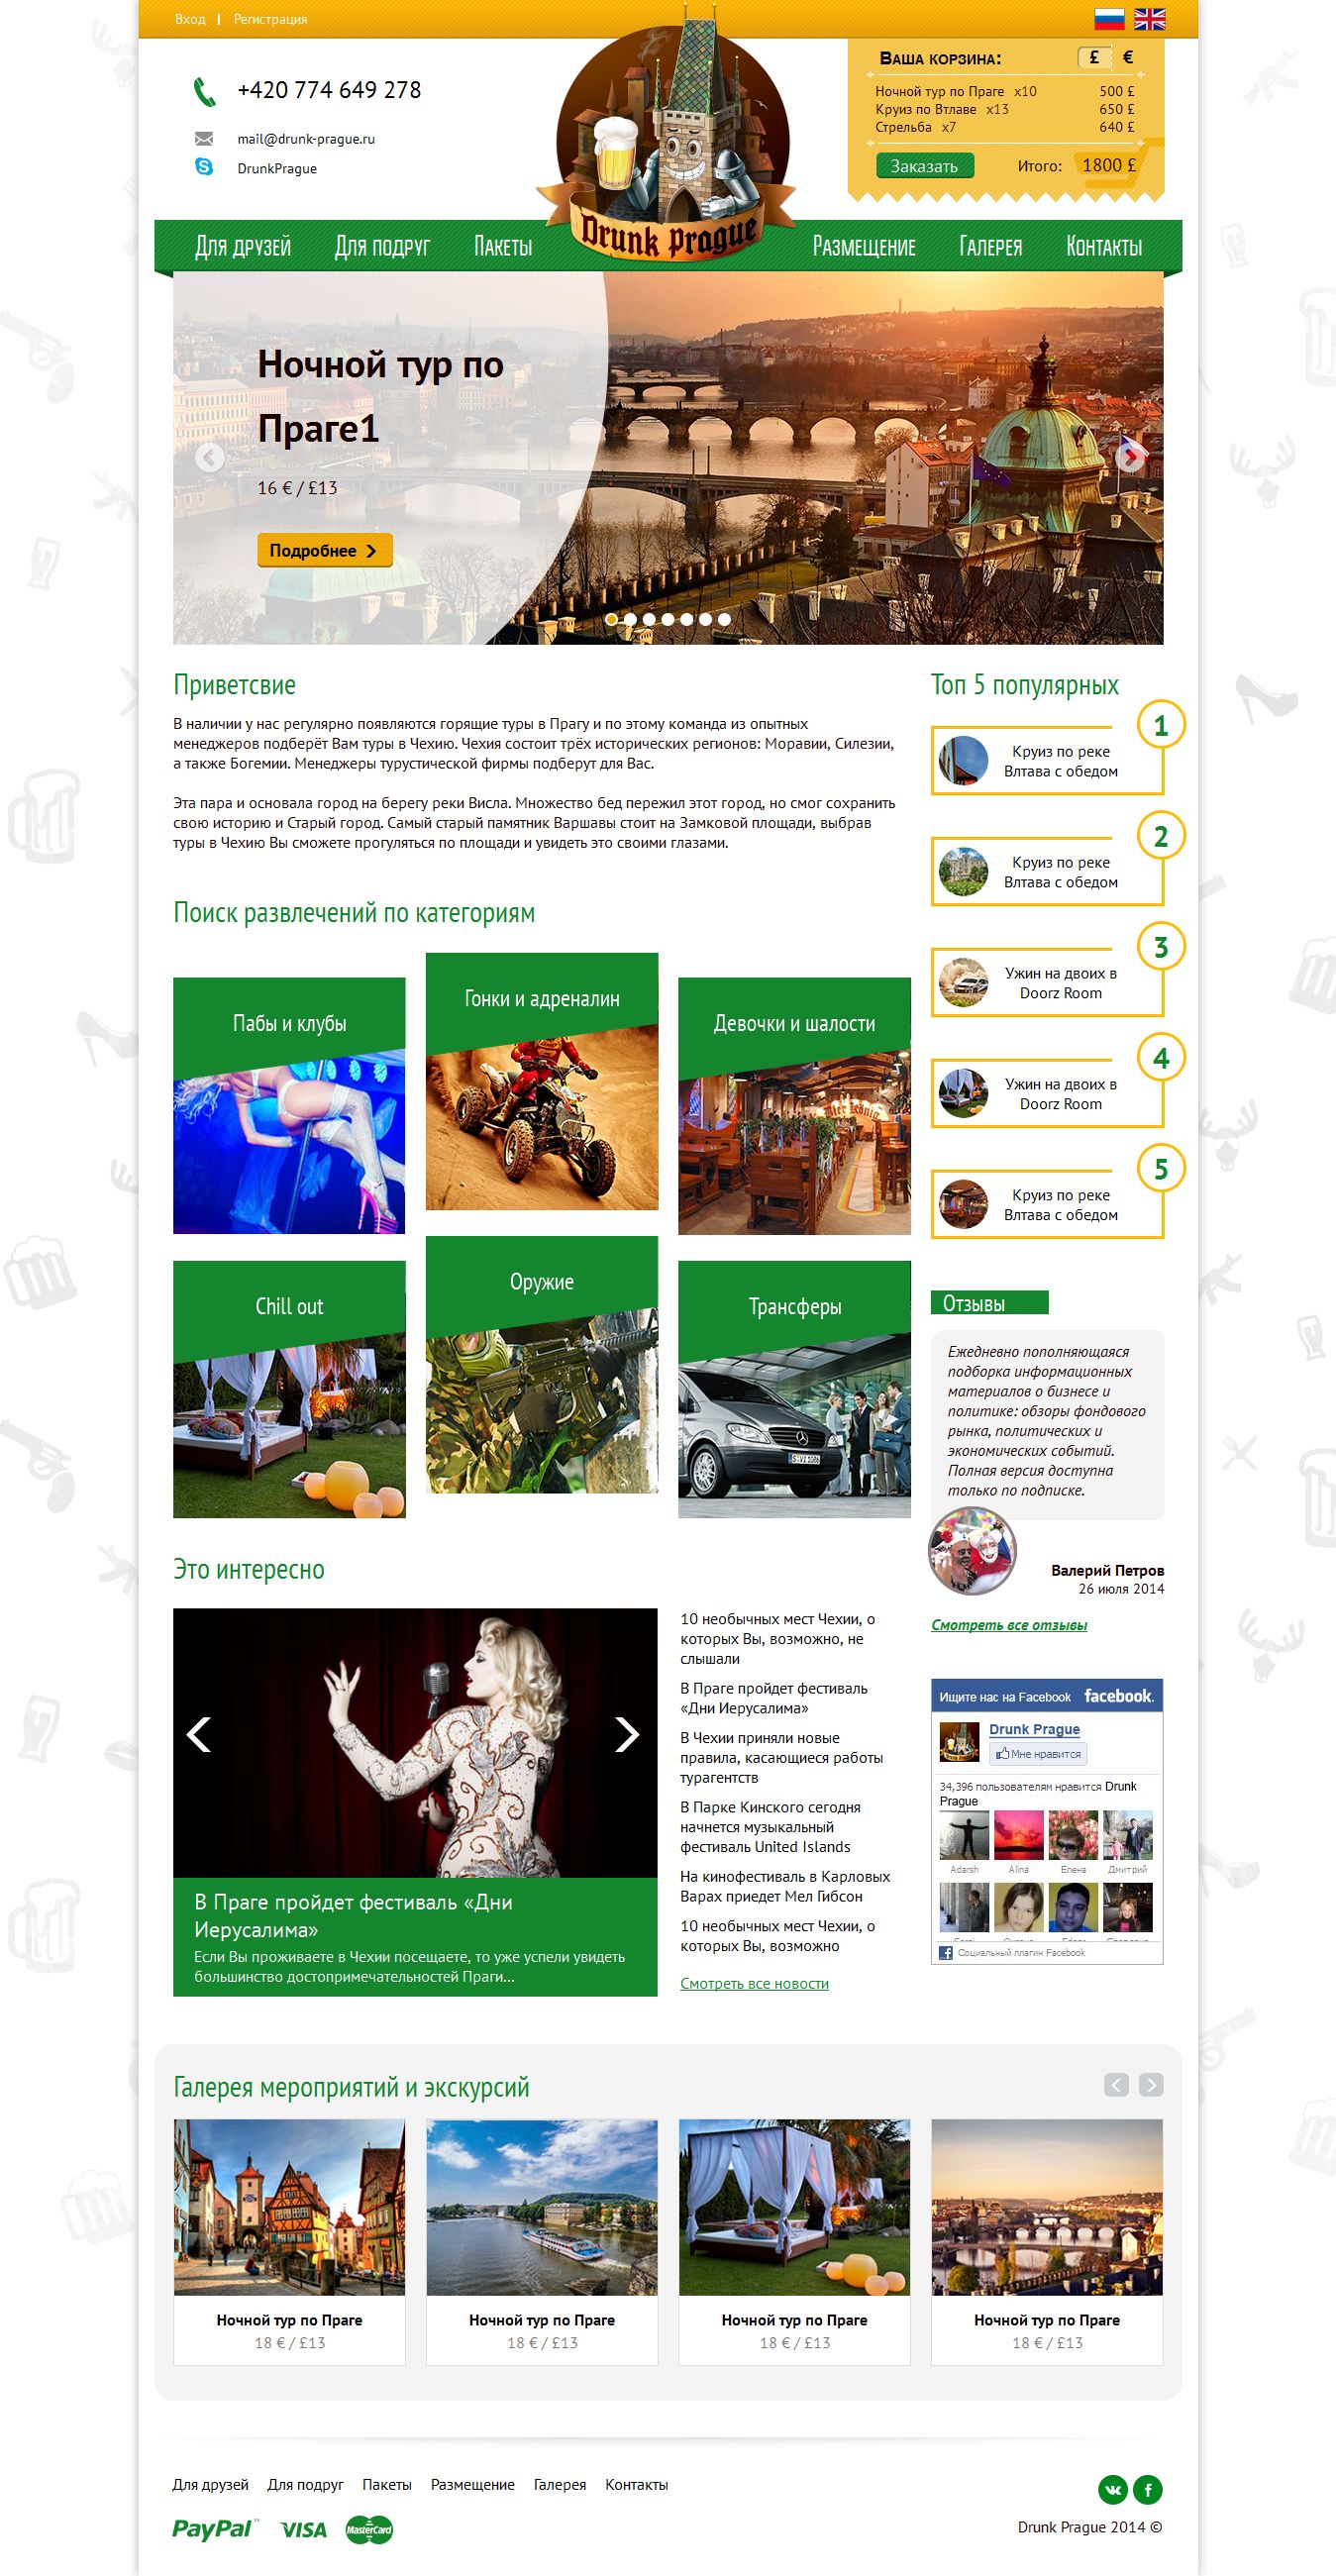 Вход | Регистрация
+420 774 649 278
mail@drunk-prague.ru
DrunkPrague
Drunk Prague
Ваша корзина: £ €
Ночной тур по Праге x10 500 £
Круиз по Втлаве x13 650 £
Стрельба x7 640 £
Заказать Итого: 1800 £
Для друзей Для подруг Пакеты Размещение Галерея Контакты
Ночной тур по
Праге1
16 € / £13
Подробнее
Приветсвие
В наличии у нас регулярно появляются горящие туры в Прагу и по этому команда из опытных
менеджеров подберёт Вам туры в Чехию. Чехия состоит трёх исторических регионов: Моравии, Силезии,
а также Богемии. Менеджеры турустической фирмы подберут для Вас.
Эта пара и основала город на берегу реки Висла. Множество бед пережил этот город, но смог сохранить
свою историю и Старый город. Самый старый памятник Варшавы стоит на Замковой площади, выбрав
туры в Чехию Вы сможете прогуляться по площади и увидеть это своими глазами.
Поиск развлечений по категориям
Пабы и клубы
Гонки и адреналин
Девочки и шалости
Chill out
Оружие
Трансферы
Топ 5 популярных
1
Круиз по реке
Влтава с обедом
2
Круиз по реке
Влтава с обедом
3
Ужин на двоих в
Doorz Room
4
Ужин на двоих в
Doorz Room
5
Круиз по реке
Влтава с обедом
Отзывы
Ежедневно пополняющаяся
подборка информационных
материалов о бизнесе и
политике: обзоры фондового
рынка, политических и
экономических событий.
Полная версия доступна
только по подписке.
Валерий Петров
26 июля 2014
Смотреть все отзывы
Это интересно
В Праге пройдет фестиваль «Дни
Иерусалима»
Если Вы проживаете в Чехии посещаете, то уже успели увидеть
большинство достопримечательностей Праги...
10 необычных мест Чехии, о
которых Вы, возможно, не
слышали
В Праге пройдет фестиваль
«Дни Иерусалима»
В Чехии приняли новые
правила, касающиеся работы
турагентств
В Парке Кинского сегодня
начнется музыкальный
фестиваль United Islands
На кинофестиваль в Карловых
Варах приедет Мел Гибсон
10 необычных мест Чехии, о
которых Вы, возможно
Смотреть все новости
Ищите нас на Facebook facebook.
Drunk Prague
Мне нравится
34,396 пользователям нравится Drunk
Prague
Adarsh Alina Елена Дмитрий
Социальный плагин Facebook
Галерея мероприятий и экскурсий
Ночной тур по Праге
18 € / £13
Ночной тур по Праге
18 € / £13
Ночной тур по Праге
18 € / £13
Ночной тур по Праге
18 € / £13
Для друзей Для подруг Пакеты Размещение Галерея Контакты
PayPal™ VISA MasterCard
Drunk Prague 2014 ©